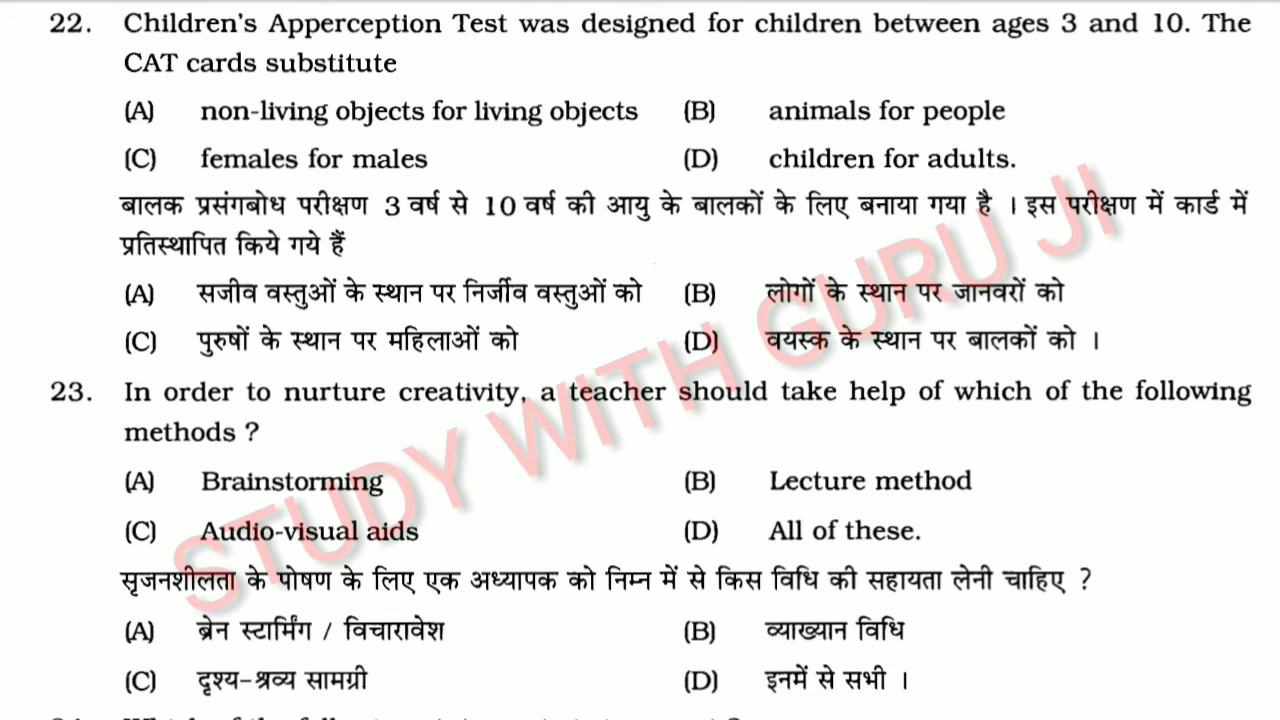 22. Children's Apperception Test was designed for children between ages 3 and 10. The
CAT cards substitute
(A) non-living objects for living objects (B) animals for people
(C) females for males (D) children for adults.
बालक प्रसंगबोध परीक्षण 3 वर्ष से 10 वर्ष की आयु के बालकों के लिए बनाया गया है । इस परीक्षण में कार्ड में
प्रतिस्थापित किये गये हैं
(A) सजीव वस्तुओं के स्थान पर निर्जीव वस्तुओं को (B) लोगों के स्थान पर जानवरों को
(C) पुरुषों के स्थान पर महिलाओं को (D) वयस्क के स्थान पर बालकों को ।
23. In order to nurture creativity, a teacher should take help of which of the following
methods ?
(A) Brainstorming (B) Lecture method
(C) Audio-visual aids (D) All of these.
सृजनशीलता के पोषण के लिए एक अध्यापक को निम्न में से किस विधि की सहायता लेनी चाहिए ?
(A) ब्रेन स्टार्मिंग / विचारावेश (B) व्याख्यान विधि
(C) दृश्य-श्रव्य सामग्री (D) इनमें से सभी ।
STUDY WITH GURU JI